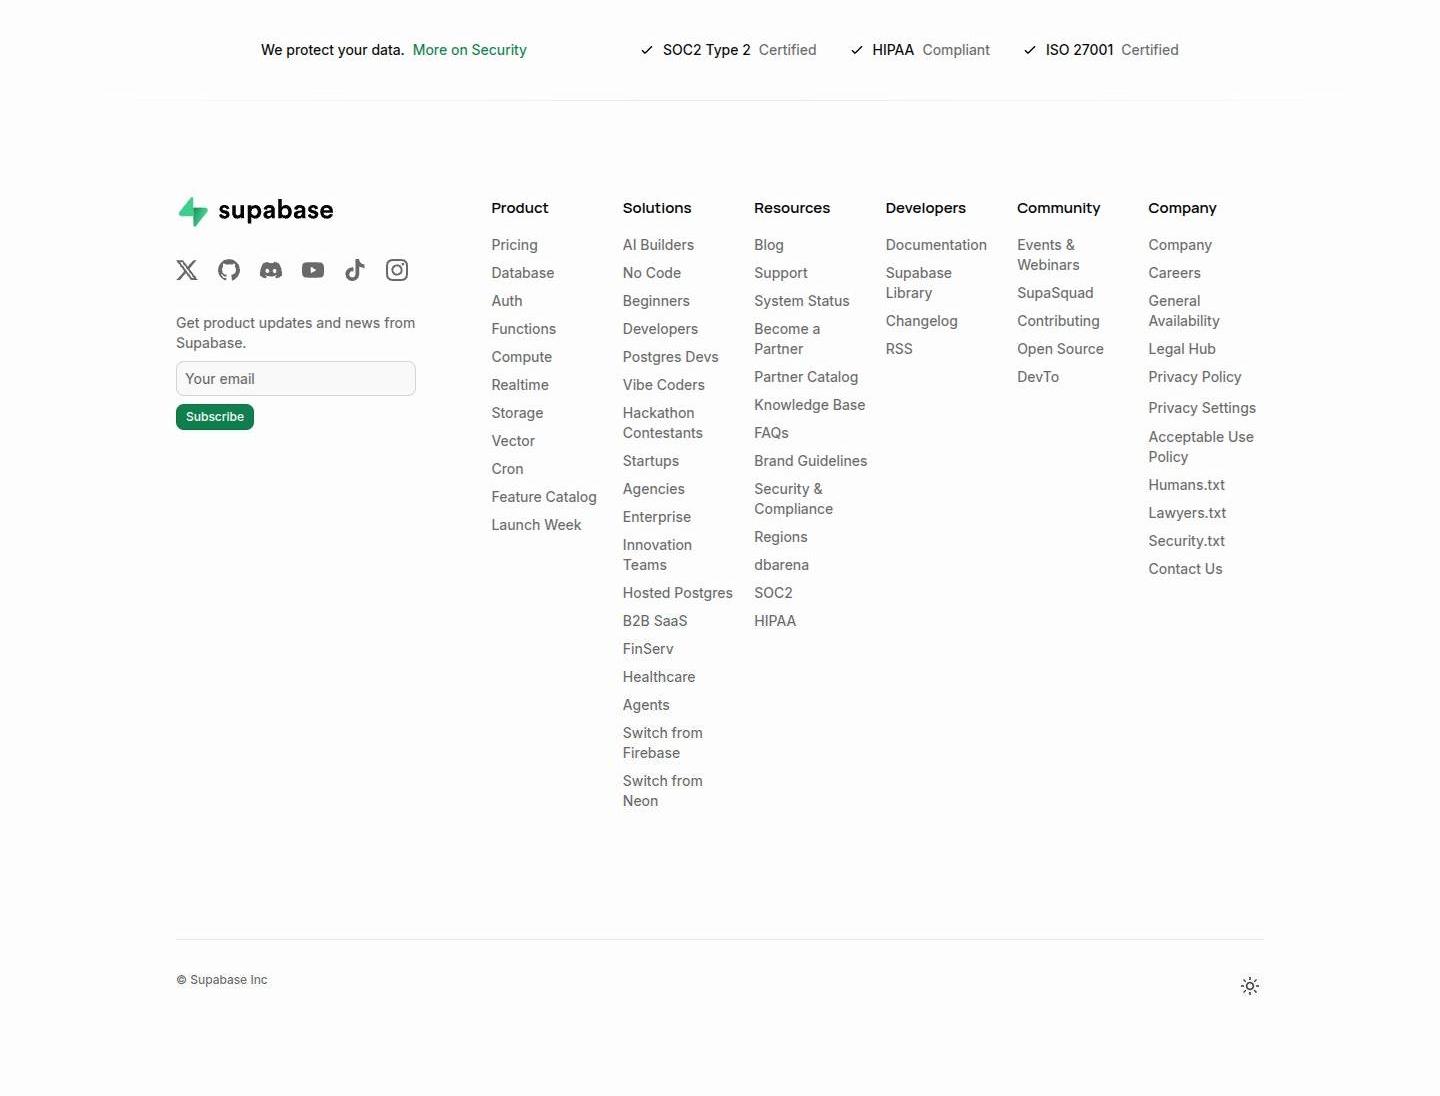 We protect your data. More on Security
SOC2 Type 2 Certified
HIPAA Compliant
ISO 27001 Certified
supabase
Get product updates and news from
Supabase.
Your email
Subscribe
Product
Pricing
Database
Auth
Functions
Compute
Realtime
Storage
Vector
Cron
Feature Catalog
Launch Week
Solutions
AI Builders
No Code
Beginners
Developers
Postgres Devs
Vibe Coders
Hackathon
Contestants
Startups
Agencies
Enterprise
Innovation
Teams
Hosted Postgres
B2B SaaS
FinServ
Healthcare
Agents
Switch from
Firebase
Switch from
Neon
Resources
Blog
Support
System Status
Become a
Partner
Partner Catalog
Knowledge Base
FAQs
Brand Guidelines
Security &
Compliance
Regions
dbarena
SOC2
HIPAA
Developers
Documentation
Supabase
Library
Changelog
RSS
Community
Events &
Webinars
SupaSquad
Contributing
Open Source
DevTo
Company
Company
Careers
General
Availability
Legal Hub
Privacy Policy
Privacy Settings
Acceptable Use
Policy
Humans.txt
Lawyers.txt
Security.txt
Contact Us
© Supabase Inc